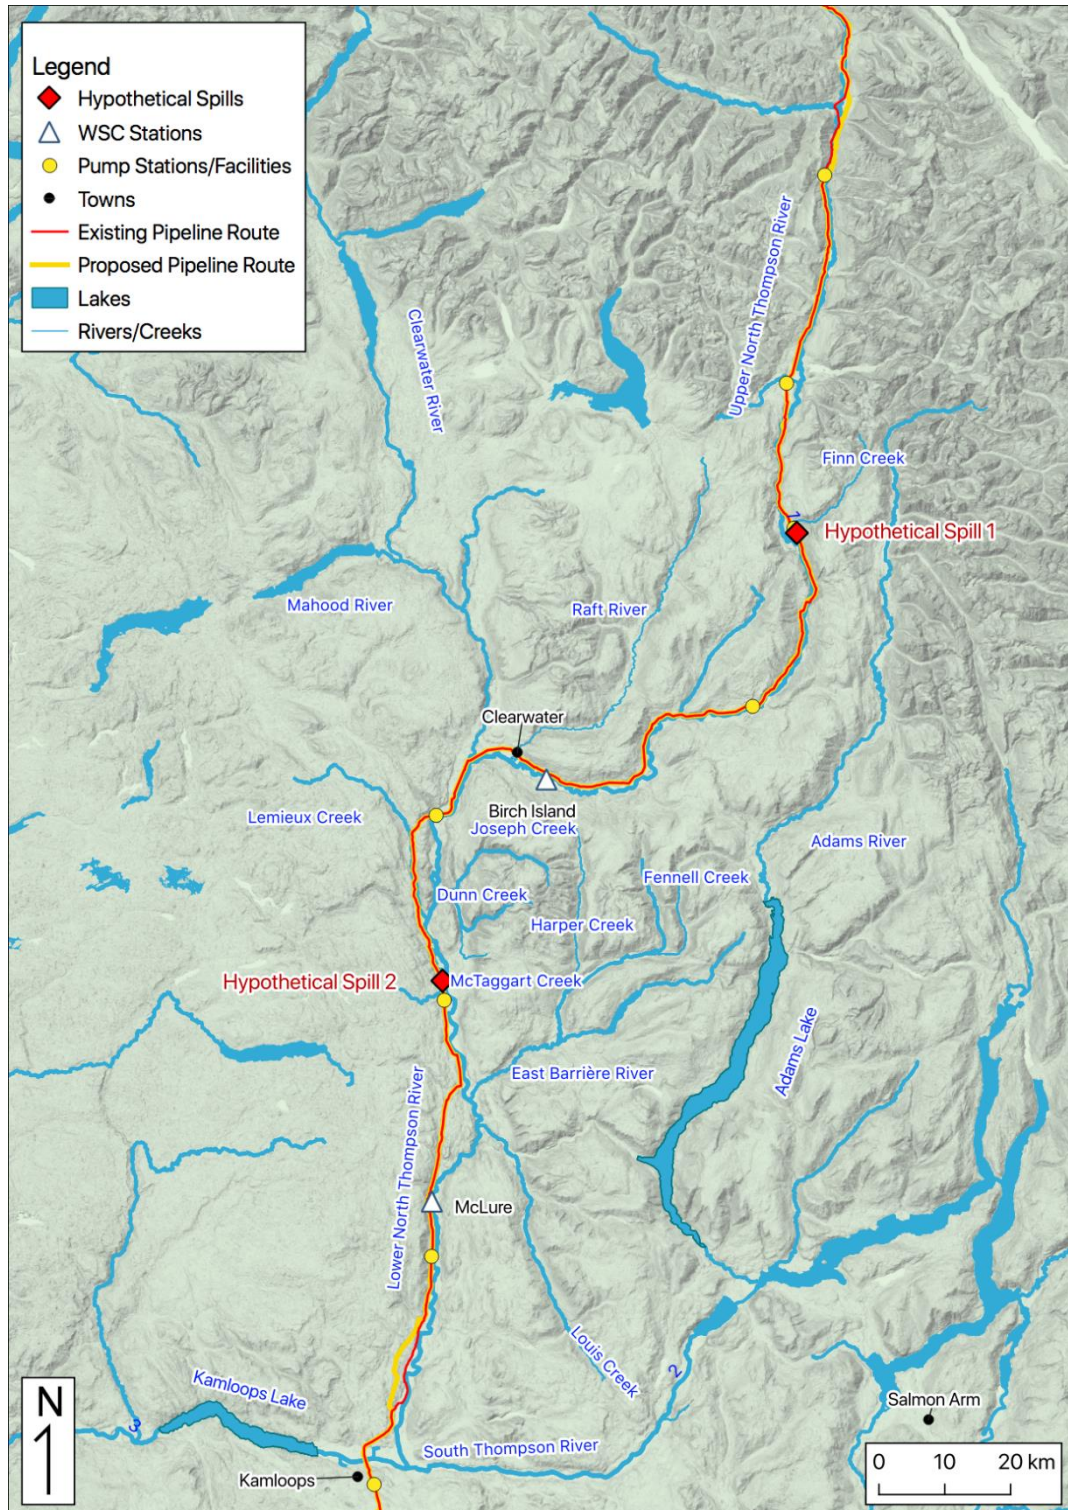 Legend
Hypothetical Spills
WSC Stations
Pump Stations/Facilities
Towns
Existing Pipeline Route
Proposed Pipeline Route
Lakes
Rivers/Creeks
Upper North Thompson River
Clearwater River
Finn Creek
1
Hypothetical Spill 1
Mahood River
Raft River
Clearwater
Birch Island
Joseph Creek
Lemieux Creek
Adams River
Fennell Creek
Dunn Creek
Harper Creek
Hypothetical Spill 2
McTaggart Creek
East Barrière River
Adams Lake
Lower North Thompson River
McLure
Louis Creek
2
Kamloops Lake
3
Salmon Arm
South Thompson River
Kamloops
N
0 10 20 km